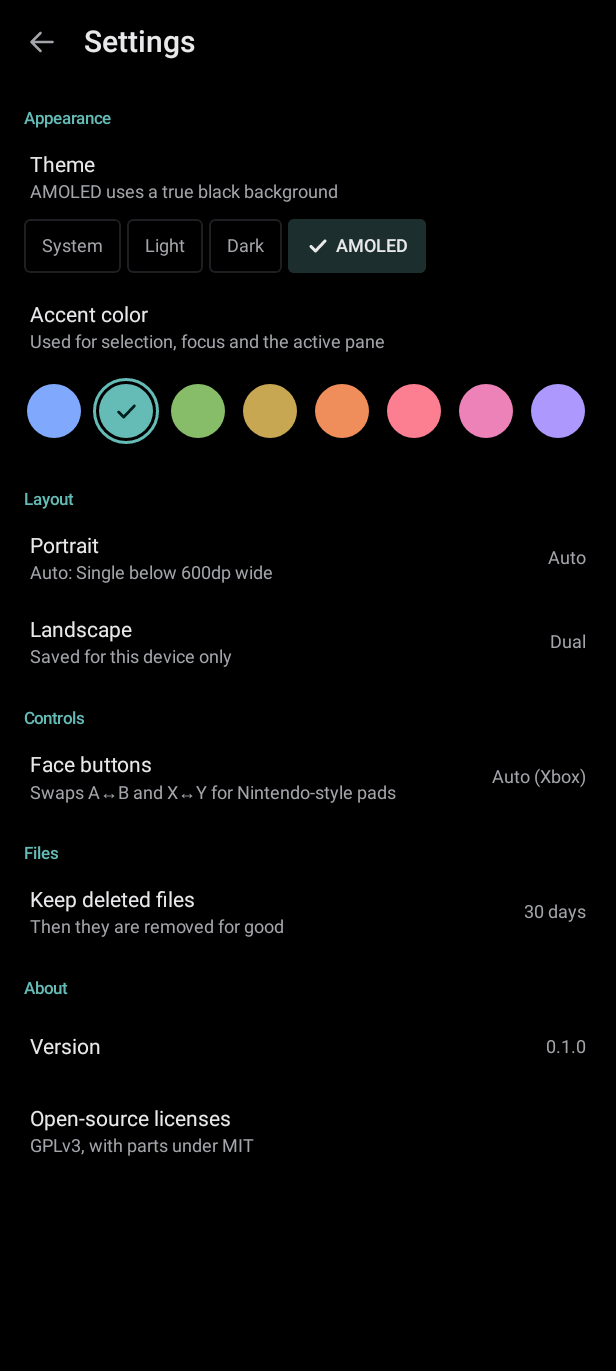 Settings
Appearance
Theme
AMOLED uses a true black background
System Light Dark AMOLED
Accent color
Used for selection, focus and the active pane
Layout
Portrait
Auto: Single below 600dp wide
Auto
Landscape
Saved for this device only
Dual
Controls
Face buttons
Swaps A↔B and X↔Y for Nintendo-style pads
Auto (Xbox)
Files
Keep deleted files
Then they are removed for good
30 days
About
Version
0.1.0
Open-source licenses
GPLv3, with parts under MIT